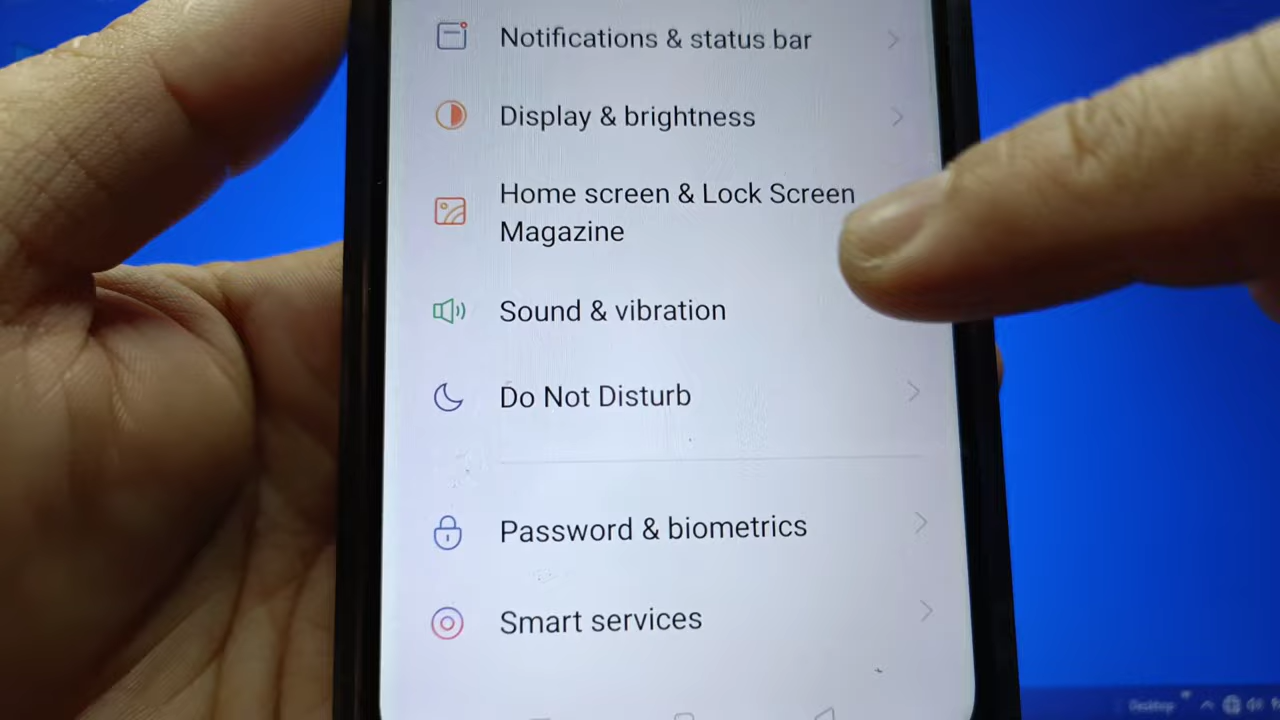 Notifications & status bar
Display & brightness
Home screen & Lock Screen
Magazine
Sound & vibration
Do Not Disturb
Password & biometrics
Smart services
Desktop